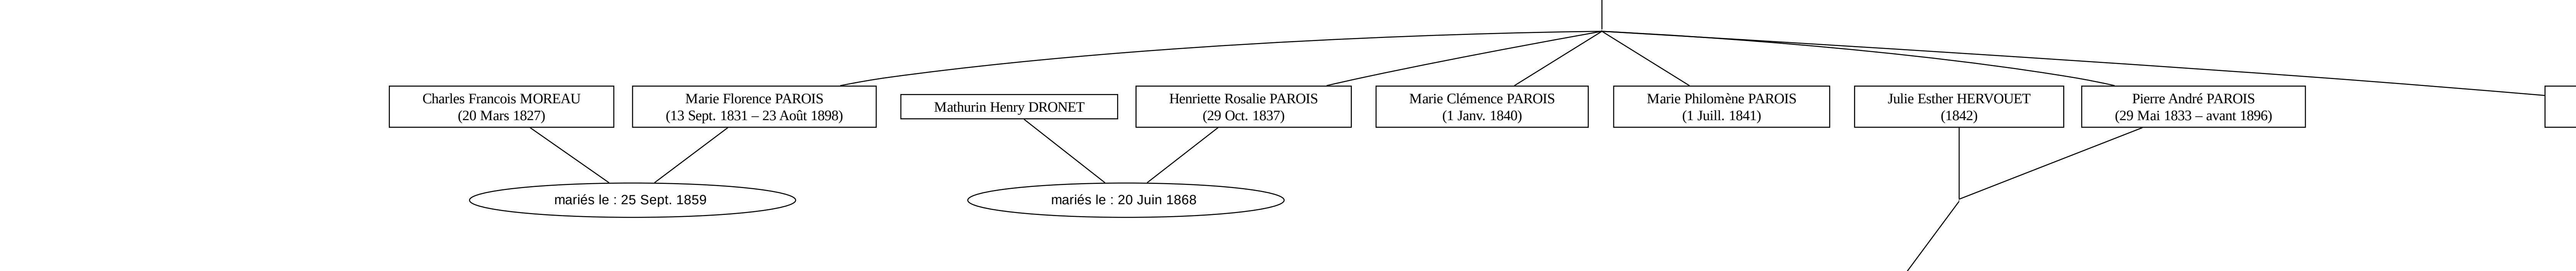 Charles Francois MOREAU
(20 Mars 1827)
Marie Florence PAROIS
(13 Sept. 1831 – 23 Août 1898)
Mathurin Henry DRONET
Henriette Rosalie PAROIS
(29 Oct. 1837)
Marie Clémence PAROIS
(1 Janv. 1840)
Marie Philomène PAROIS
(1 Juill. 1841)
Julie Esther HERVOUET
(1842)
Pierre André PAROIS
(29 Mai 1833 – avant 1896)
mariés le : 25 Sept. 1859
mariés le : 20 Juin 1868